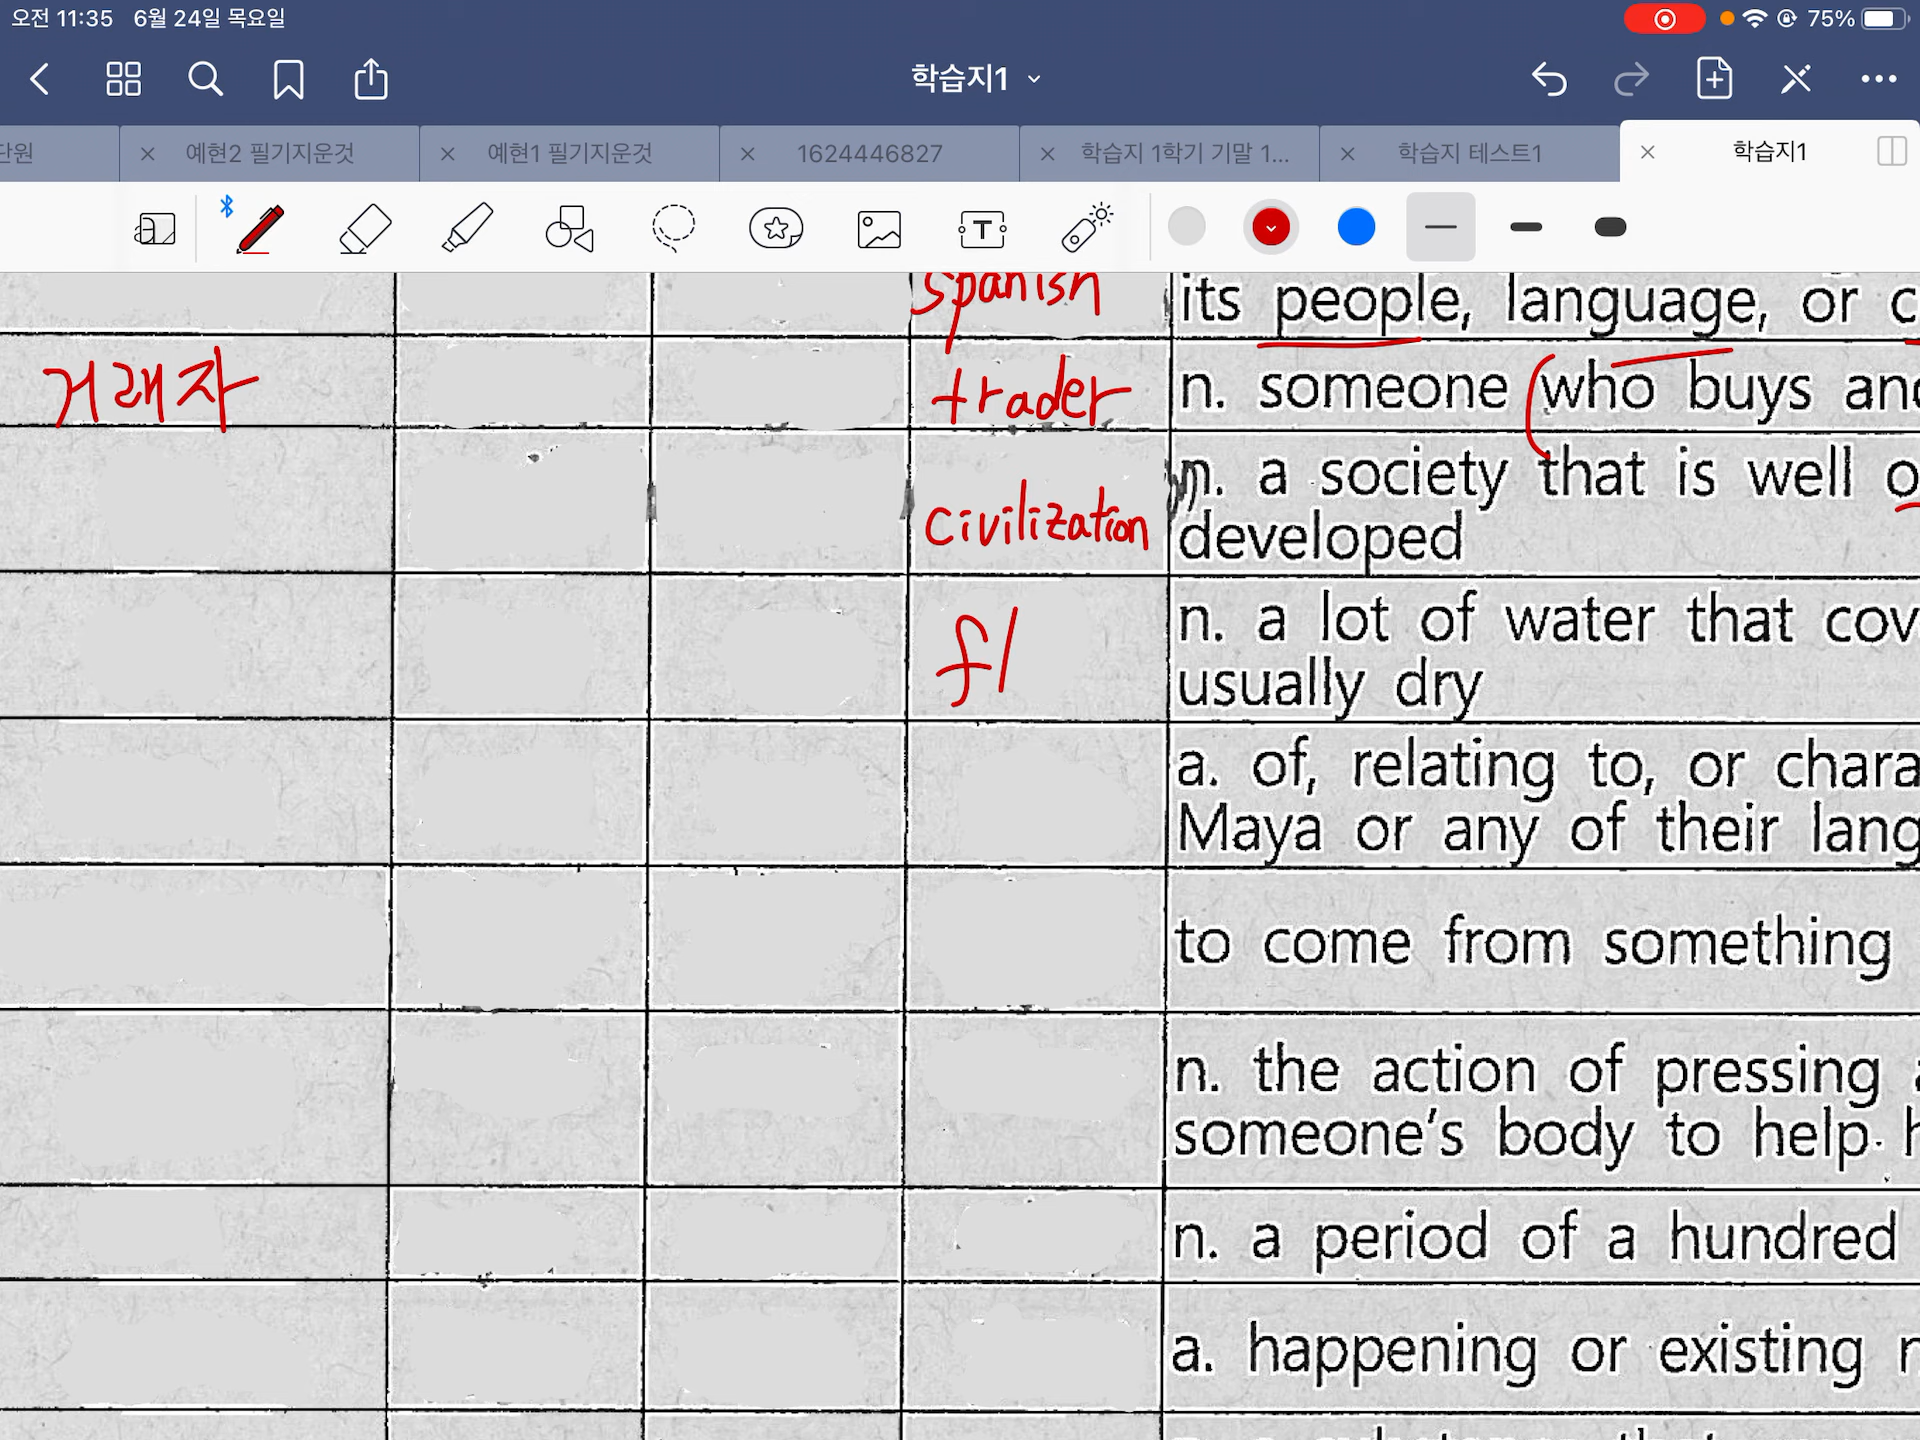 오전 11:35 6월 24일 목요일
75%
학습지1
단원
예현2 필기지운것
예현1 필기지운것
1624446827
학습지 1학기 기말 1...
학습지 테스트1
학습지1
spanish
its people, language, or
거래자
trader
n. someone who buys
civilization
n. a society that is well
developed
fl
n. a lot of water that
usually dry
a. of, relating to, or
Maya or any of their
to come from something
n. the action of pressing
someone's body to help
n. a period of a hundred
a. happening or existing